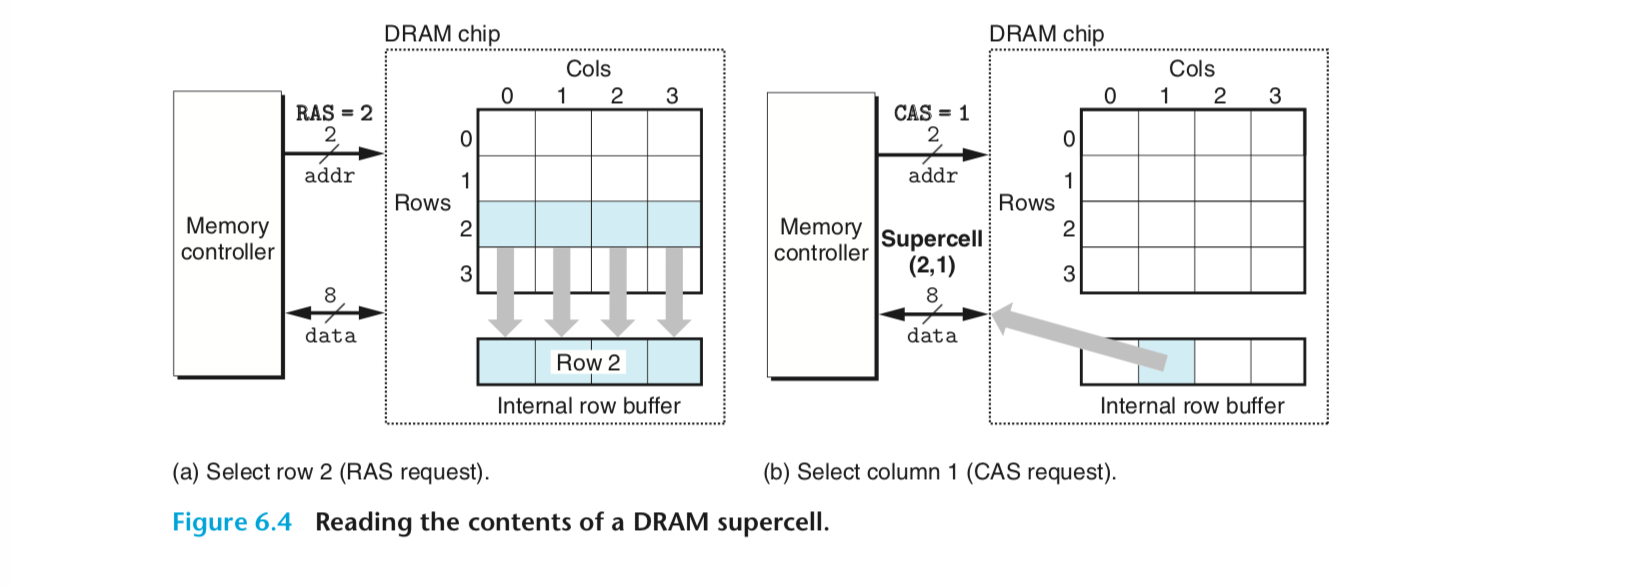 DRAM chip
Cols
0 1 2 3
RAS = 2
2
addr
Rows
0
1
2
3
Memory
controller
8
data
Row 2
Internal row buffer
(a) Select row 2 (RAS request).
DRAM chip
Cols
0 1 2 3
CAS = 1
2
addr
Rows
0
1
2
3
Memory
controller
Supercell
(2,1)
8
data
Internal row buffer
(b) Select column 1 (CAS request).
Figure 6.4 Reading the contents of a DRAM supercell.